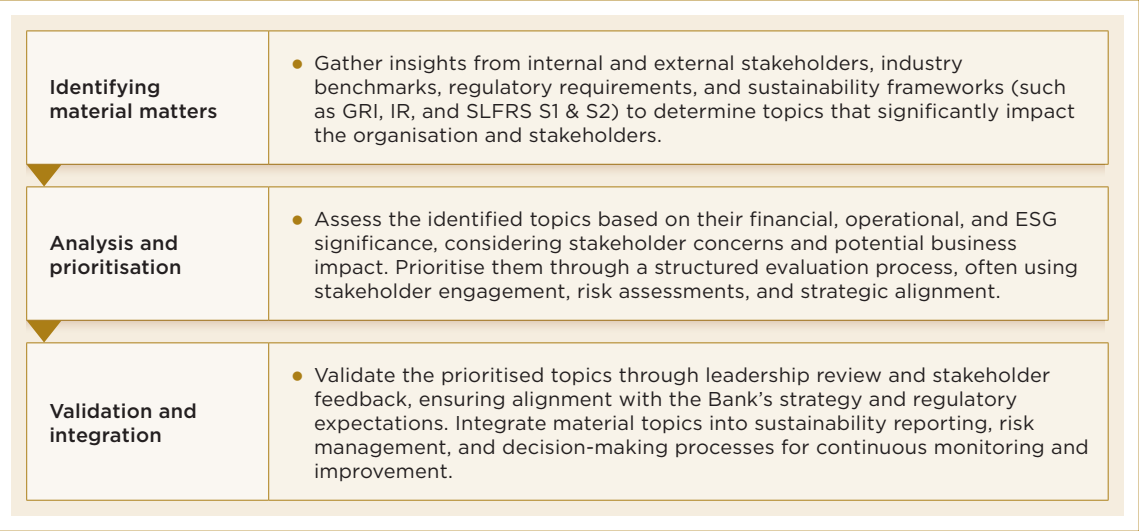 Identifying
material matters
● Gather insights from internal and external stakeholders, industry
benchmarks, regulatory requirements, and sustainability frameworks (such
as GRI, IR, and SLFRS S1 & S2) to determine topics that significantly impact
the organisation and stakeholders.
Analysis and
prioritisation
● Assess the identified topics based on their financial, operational, and ESG
significance, considering stakeholder concerns and potential business
impact. Prioritise them through a structured evaluation process, often using
stakeholder engagement, risk assessments, and strategic alignment.
Validation and
integration
● Validate the prioritised topics through leadership review and stakeholder
feedback, ensuring alignment with the Bank’s strategy and regulatory
expectations. Integrate material topics into sustainability reporting, risk
management, and decision-making processes for continuous monitoring and
improvement.